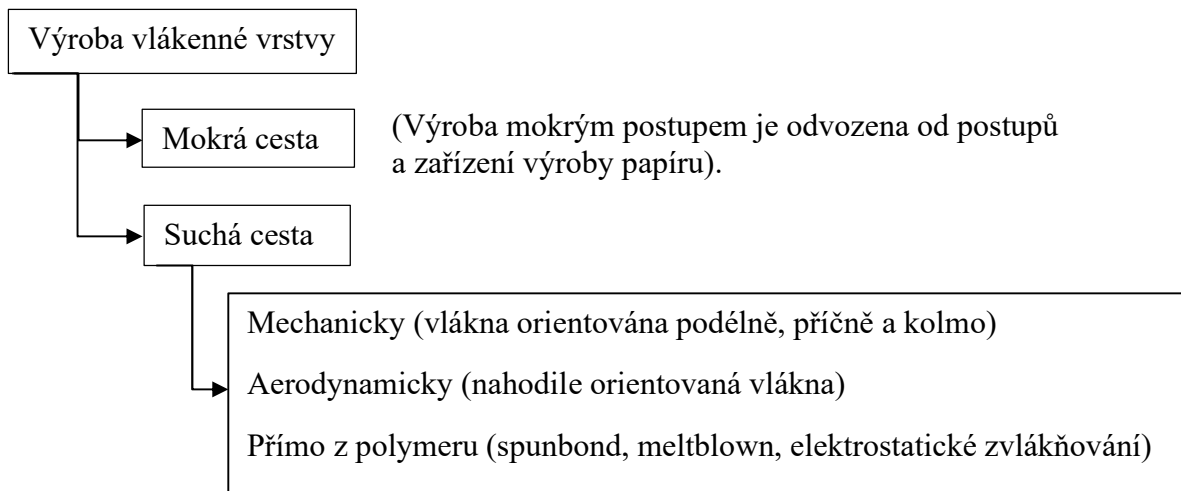 Výroba vlákenné vrstvy
Mokrá cesta
(Výroba mokrým postupem je odvozena od postupů
a zařízení výroby papíru).
Suchá cesta
Mechanicky (vlákna orientována podélně, příčně a kolmo)
Aerodynamicky (nahodile orientovaná vlákna)
Přímo z polymeru (spunbond, meltblown, elektrostatické zvlákňování)